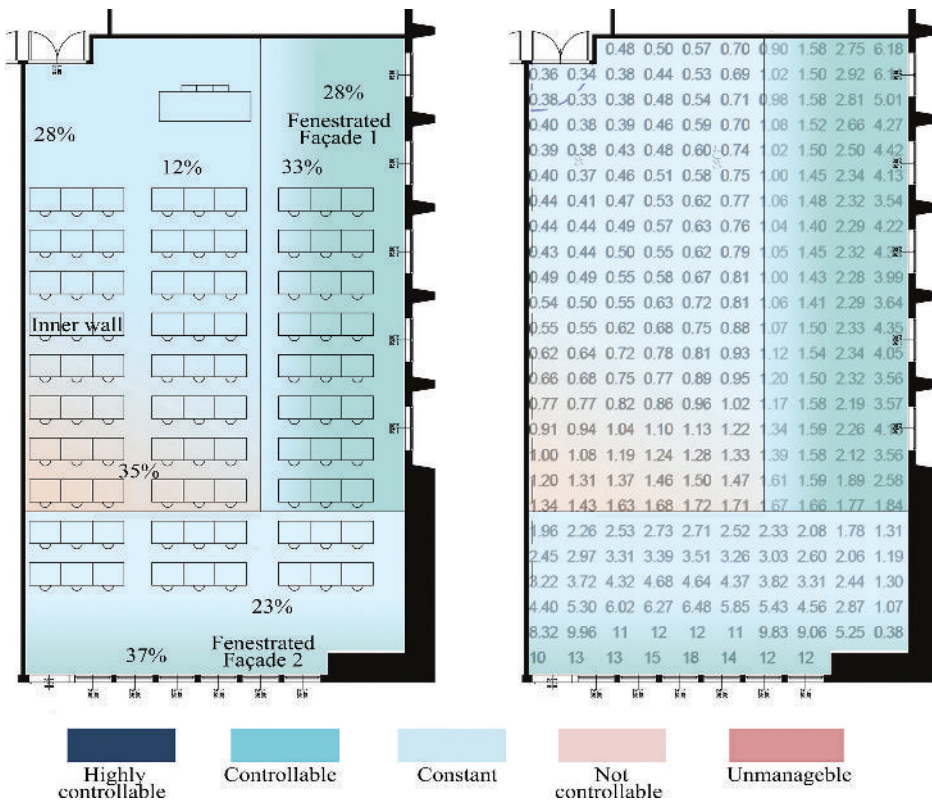 28%
Fenestrated
Façade 1
28%
12%
33%
Inner wall
35%
23%
Fenestrated
Façade 2
37%
0.48 0.50 0.57 0.70 0.90 1.58 2.75 6.18
0.36 0.34 0.38 0.44 0.53 0.69 1.02 1.50 2.92
0.38 0.33 0.38 0.48 0.54 0.71 0.98 1.58 2.81 5.01
0.40 0.38 0.39 0.46 0.59 0.70 1.08 1.52 2.66 4.27
0.39 0.38 0.43 0.48 0.60 0.74 1.02 1.50 2.50 4.42
0.40 0.37 0.46 0.51 0.58 0.75 1.00 1.45 2.34 4.13
0.44 0.41 0.47 0.53 0.62 0.77 1.06 1.48 2.32 3.54
0.44 0.44 0.49 0.57 0.63 0.76 1.04 1.40 2.29 4.22
0.43 0.44 0.50 0.55 0.62 0.79 1.05 1.45 2.32
0.49 0.49 0.55 0.58 0.67 0.81 1.00 1.43 2.28 3.99
0.54 0.50 0.55 0.63 0.72 0.81 1.06 1.41 2.29 3.64
0.55 0.55 0.62 0.68 0.75 0.88 1.07 1.50 2.33 4.35
0.62 0.64 0.72 0.78 0.81 0.93 1.12 1.54 2.34 4.05
0.66 0.68 0.75 0.77 0.89 0.95 1.20 1.50 2.32 3.56
0.77 0.77 0.82 0.86 0.96 1.02 1.17 1.58 2.19 3.57
0.91 0.94 1.04 1.10 1.13 1.22 1.34 1.59 2.26
1.00 1.08 1.19 1.24 1.28 1.33 1.39 1.58 2.12 3.56
1.20 1.31 1.37 1.46 1.50 1.47 1.61 1.59 1.89 2.58
1.34 1.43 1.63 1.68 1.72 1.71 1.67 1.66 1.77 1.84
1.96 2.26 2.53 2.73 2.71 2.52 2.33 2.08 1.78 1.31
2.45 2.97 3.31 3.39 3.51 3.26 3.03 2.60 2.06 1.19
3.22 3.72 4.32 4.68 4.64 4.37 3.82 3.31 2.44 1.30
4.40 5.30 6.02 6.27 6.48 5.85 5.43 4.56 2.87 1.07
8.32 9.96 11 12 12 11 9.83 9.06 5.25 0.38
10 13 13 15 18 14 12 12
Highly
controllable
Controllable
Constant
Not
controllable
Unmanageble